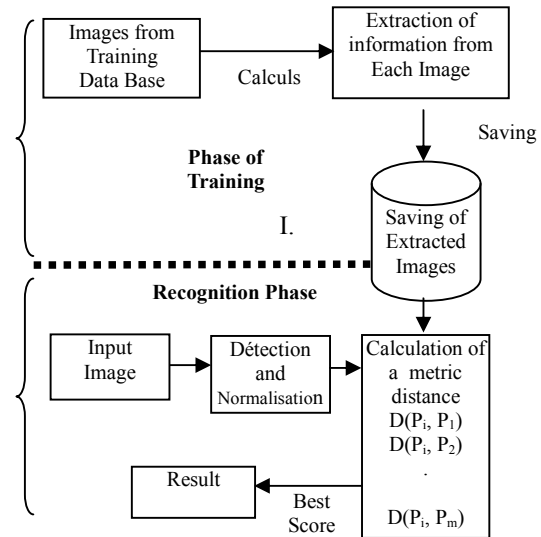 Images from
Training
Data Base
Calculs
Extraction of
information from
Each Image
Saving
Phase of
Training
I.
Saving of
Extracted
Images
Recognition Phase
Input
Image
Détection
and
Normalisation
Calculation of
a metric
distance
D(Pi, P1)
D(Pi, P2)
.
D(Pi, Pm)
Best
Score
Result